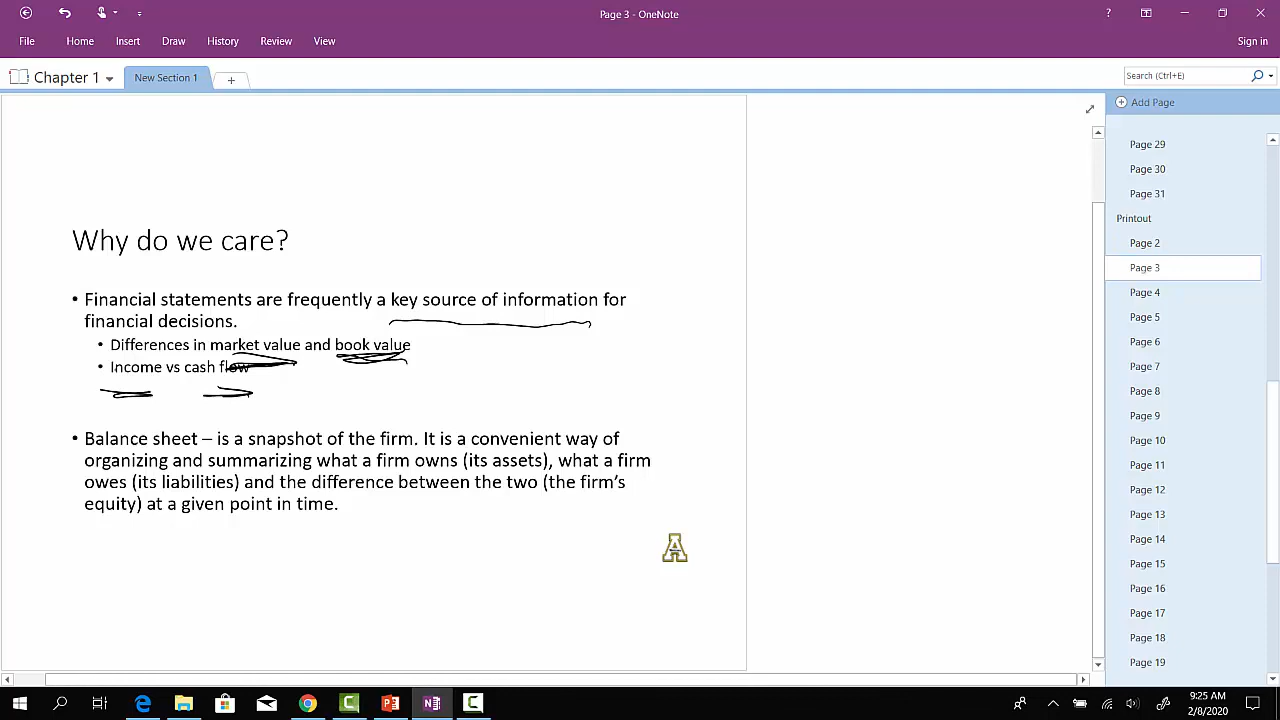 Page 3 - OneNote
?
File Home Insert Draw History Review View
Sign in
Chapter 1
New Section 1
+
Search (Ctrl+E)
Add Page
Why do we care?
• Financial statements are frequently a key source of information for
financial decisions.
• Differences in market value and book value
• Income vs cash flow
• Balance sheet – is a snapshot of the firm. It is a convenient way of
organizing and summarizing what a firm owns (its assets), what a firm
owes (its liabilities) and the difference between the two (the firm's
equity) at a given point in time.
A
Page 29
Page 30
Page 31
Printout
Page 2
Page 3
Page 4
Page 5
Page 6
Page 7
Page 8
Page 9
Page 10
Page 11
Page 12
Page 13
Page 14
Page 15
Page 16
Page 17
Page 18
Page 19
9:25 AM
2/8/2020